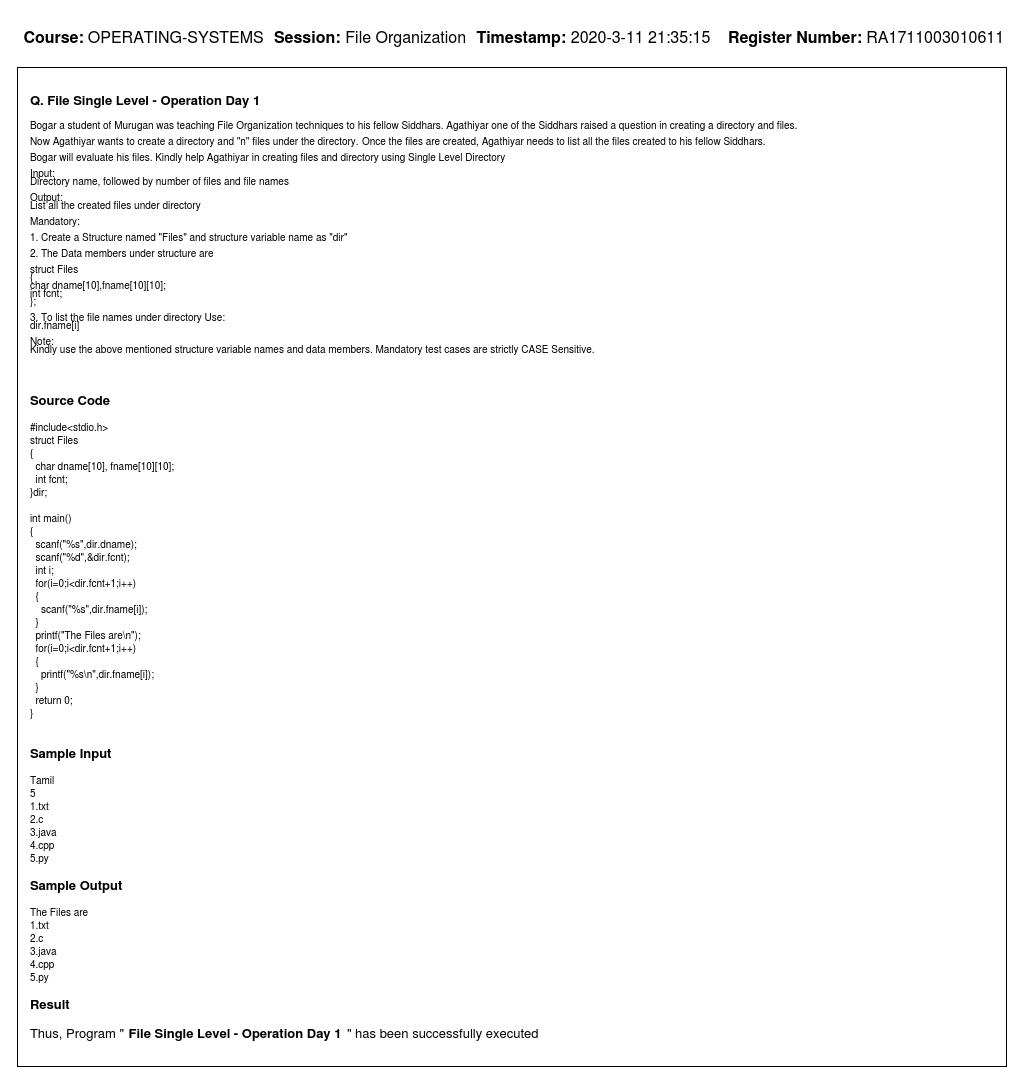 Course: OPERATING-SYSTEMS Session: File Organization Timestamp: 2020-3-11 21:35:15 Register Number: RA1711003010611
Q. File Single Level - Operation Day 1
Bogar a student of Murugan was teaching File Organization techniques to his fellow Siddhars. Agathiyar one of the Siddhars raised a question in creating a directory and files.
Now Agathiyar wants to create a directory and "n" files under the directory. Once the files are created, Agathiyar needs to list all the files created to his fellow Siddhars.
Bogar will evaluate his files. Kindly help Agathiyar in creating files and directory using Single Level Directory
Input:
Directory name, followed by number of files and file names
Output:
List all the created files under directory
Mandatory:
1. Create a Structure named "Files" and structure variable name as "dir"
2. The Data members under structure are
struct Files
{
char dname[10],fname[10][10];
int fcnt;
};
3. To list the file names under directory Use:
dir.fname[i]
Note:
Kindly use the above mentioned structure variable names and data members. Mandatory test cases are strictly CASE Sensitive.
Source Code
#include<stdio.h>
struct Files
{
  char dname[10], fname[10][10];
  int fcnt;
}dir;
int main()
{
  scanf("%s",dir.dname);
  scanf("%d",&dir.fcnt);
  int i;
  for(i=0;i<dir.fcnt+1;i++)
  {
    scanf("%s",dir.fname[i]);
  }
  printf("The Files are\n");
  for(i=0;i<dir.fcnt+1;i++)
  {
    printf("%s\n",dir.fname[i]);
  }
  return 0;
}
Sample Input
Tamil
5
1.txt
2.c
3.java
4.cpp
5.py
Sample Output
The Files are
1.txt
2.c
3.java
4.cpp
5.py
Result
Thus, Program " File Single Level - Operation Day 1 " has been successfully executed